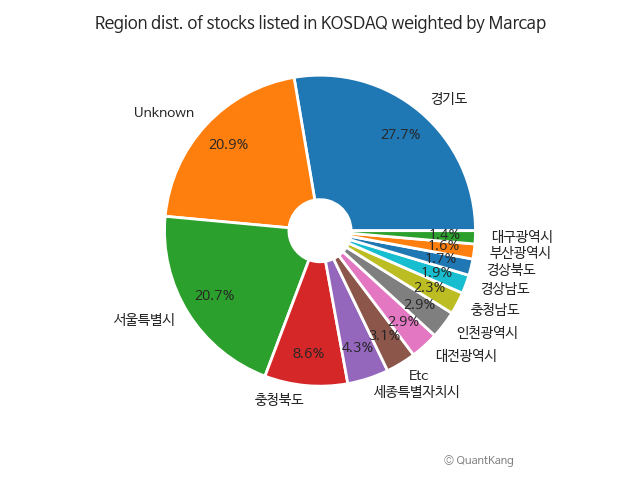 Region dist. of stocks listed in KOSDAQ weighted by Marcap
경기도
27.7%
Unknown
20.9%
서울특별시
20.7%
충청북도
8.6%
세종특별자치시
4.3%
Etc
3.1%
대전광역시
2.9%
인천광역시
2.9%
충청남도
2.3%
경상남도
1.9%
경상북도
1.7%
부산광역시
1.6%
대구광역시
1.4%
© QuantKang